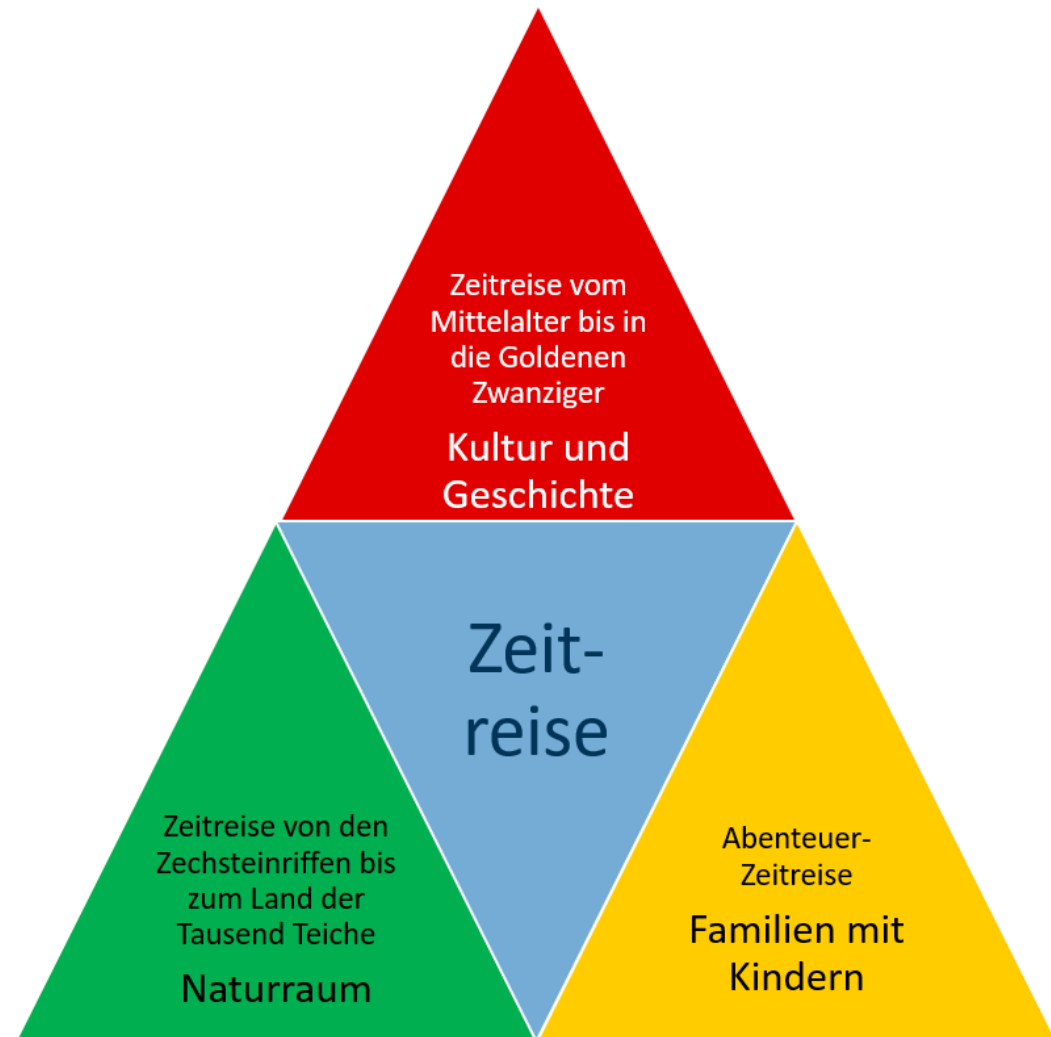 Zeitreise vom
Mittelalter bis in
die Goldenen
Zwanziger
Kultur und
Geschichte
Zeit-
reise
Zeitreise von den
Zechsteinriffen bis
zum Land der
Tausend Teiche
Naturraum
Abenteuer-
Zeitreise
Familien mit
Kindern